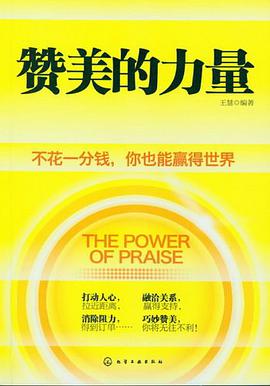 赞美的力量
王慧◎编著
不花一分钱，你也能赢得世界
THE POWER
OF PRAISE
打动人心，
拉近距离，
融洽关系，
赢得支持，
消除阻力，
得到订单……
巧妙赞美，
你将无往不利！
化学工业出版社